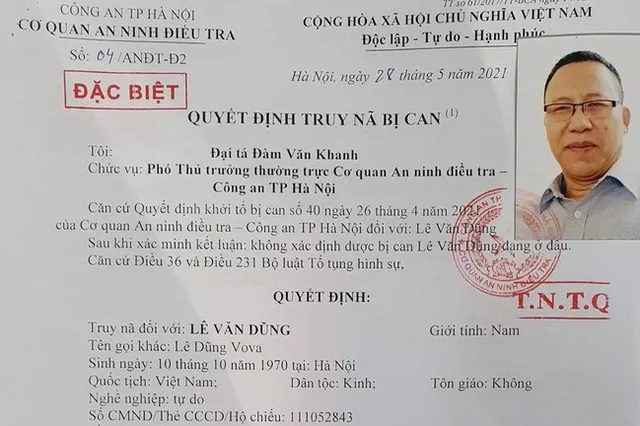 CÔNG AN TP HÀ NỘI
CƠ QUAN AN NINH ĐIỀU TRA
Số: 04/ANĐT-Đ2
ĐẶC BIỆT
CỘNG HÒA XÃ HỘI CHỦ NGHĨA VIỆT NAM
Độc lập - Tự do - Hạnh phúc
Hà Nội, ngày 28 tháng 5 năm 2021
QUYẾT ĐỊNH TRUY NÃ BỊ CAN (1)
Tôi: Đại tá Đàm Văn Khanh
Chức vụ: Phó Thủ trưởng thường trực Cơ quan An ninh điều tra –
Công an TP Hà Nội
Căn cứ Quyết định khởi tố bị can số 40 ngày 26 tháng 4 năm 2021
của Cơ quan An ninh điều tra – Công an TP Hà Nội đối với: Lê Văn Dũng
Sau khi xác minh kết luận: không xác định được bị can Lê Văn Dũng đang ở đâu.
Căn cứ Điều 36 và Điều 231 Bộ luật Tố tụng hình sự,
CƠ QUAN AN NINH ĐIỀU TRA
T.N.T.Q
QUYẾT ĐỊNH:
Truy nã đối với: LÊ VĂN DŨNG Giới tính: Nam
Tên gọi khác: Lê Dũng Vova
Sinh ngày 10 tháng 10 năm 1970 tại: Hà Nội
Quốc tịch: Việt Nam; Dân tộc: Kinh; Tôn giáo: Không
Nghề nghiệp: tự do
Số CMND/Thẻ CCCD/Hộ chiếu: 111052843